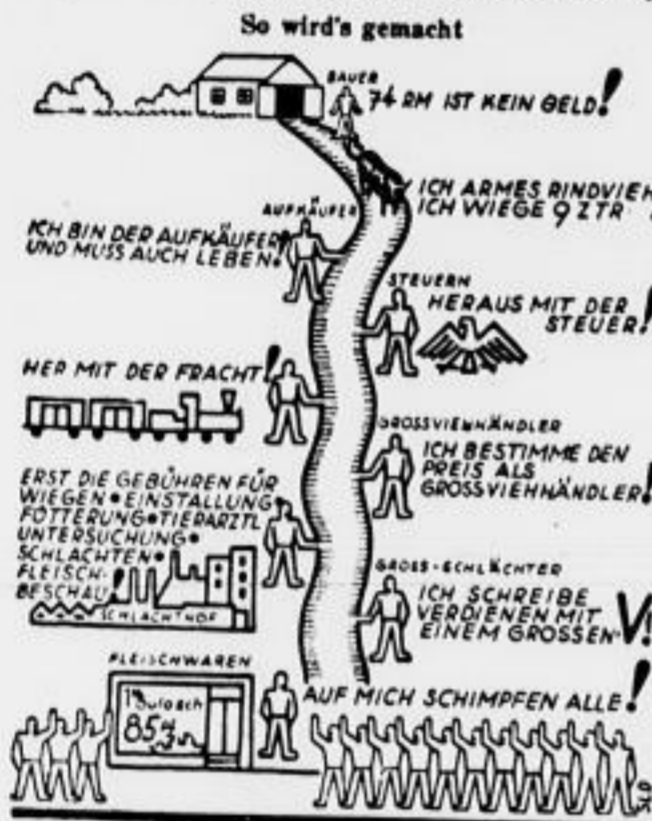 So wird's gemacht
BAUER
74 RM IST KEIN GELD!
ICH ARMES RINDVIEH
ICH WIEGE 9 ZTR
AUFKÄUFER
ICH BIN DER AUFKÄUFER
UND MUSS AUCH LEBEN!
STEUERN
HERAUS MIT DER
STEUER!
HER MIT DER FRACHT!
GROSSVIEHHÄNDLER
ICH BESTIMME DEN
PREIS ALS
GROSSVIEHHÄNDLER!
ERST DIE GEBÜHREN FÜR
WIEGEN • EINSTALLUNG
FÜTTERUNG • TIERÄRZTL
UNTERSUCHUNG •
SCHLACHTEN •
FLEISCH-
BESCHAU!
SCHLACHTHOF
GROSS-SCHLÄCHTER
ICH SCHREIBE
VERDIENEN MIT
EINEM GROSSEN V!
FLEISCHWAREN
85
AUF MICH SCHIMPFEN ALLE!